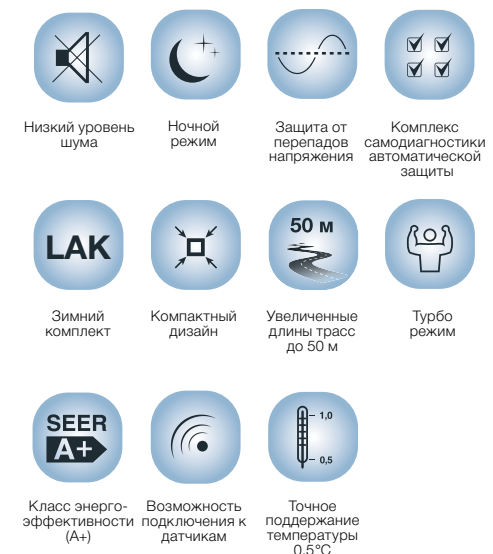 Низкий уровень
шума
Ночной
режим
Защита от
перепадов
напряжения
Комплекс
самодиагностики
автоматической
защиты
LAK
50 м
Зимний
комплект
Компактный
дизайн
Увеличенные
длины трасс
до 50 м
Турбо
режим
SEER
A+
1,0
0,5
Класс энерго-
эффективности
(A+)
Возможность
подключения к
датчикам
Точное
поддержание
температуры
0,5°C